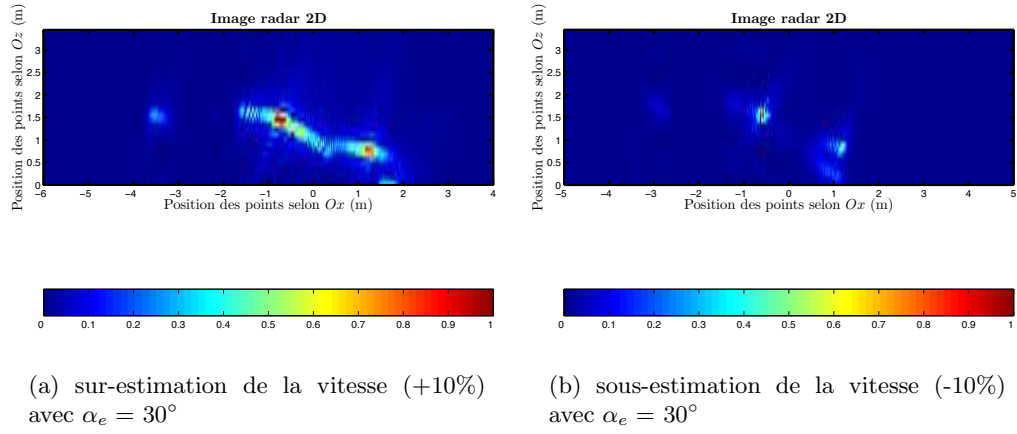 Image radar 2D
Position des points selon Oz (m)
3
2.5
2
1.5
1
0.5
0
−6 −5 −4 −3 −2 −1 0 1 2 3 4
Position des points selon Ox (m)
0 0.1 0.2 0.3 0.4 0.5 0.6 0.7 0.8 0.9 1
(a) sur-estimation de la vitesse (+10%)
avec αe = 30°
Image radar 2D
Position des points selon Oz (m)
3
2.5
2
1.5
1
0.5
0
−5 −4 −3 −2 −1 0 1 2 3 4 5
Position des points selon Ox (m)
0 0.1 0.2 0.3 0.4 0.5 0.6 0.7 0.8 0.9 1
(b) sous-estimation de la vitesse (-10%)
avec αe = 30°